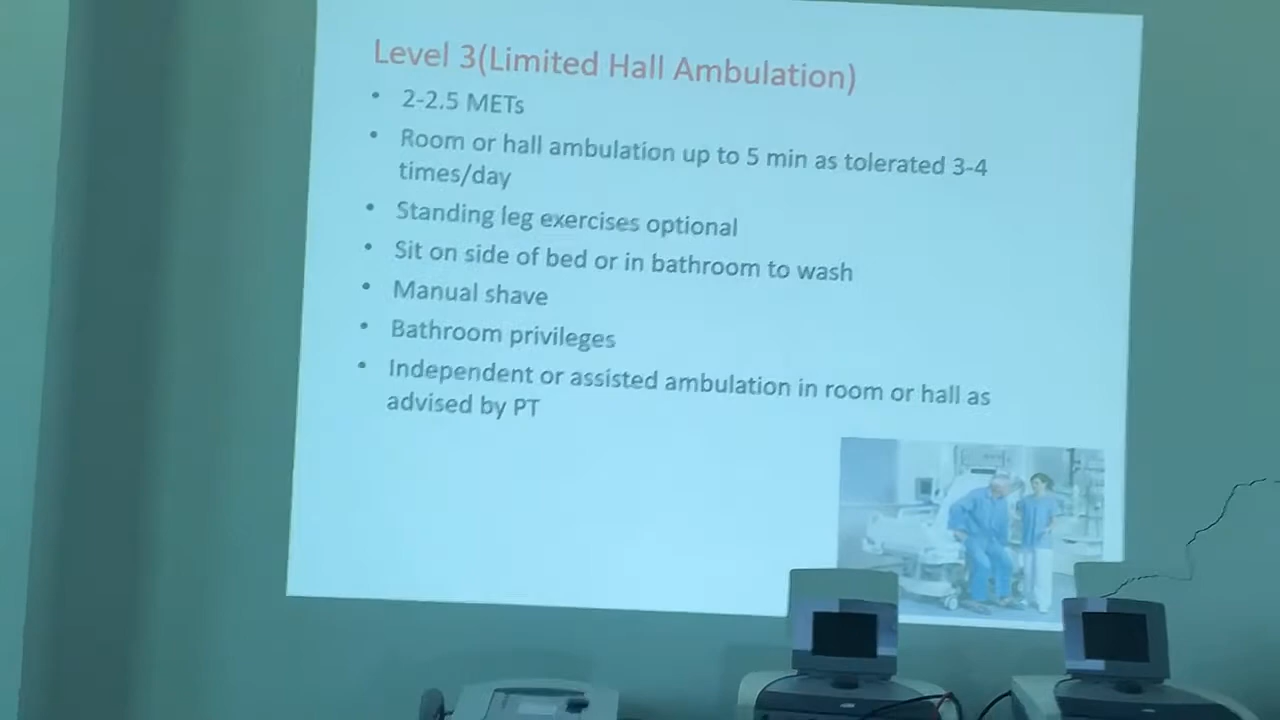 Level 3(Limited Hall Ambulation)
• 2-2.5 METs
• Room or hall ambulation up to 5 min as tolerated 3-4
times/day
• Standing leg exercises optional
• Sit on side of bed or in bathroom to wash
• Manual shave
• Bathroom privileges
• Independent or assisted ambulation in room or hall as
advised by PT